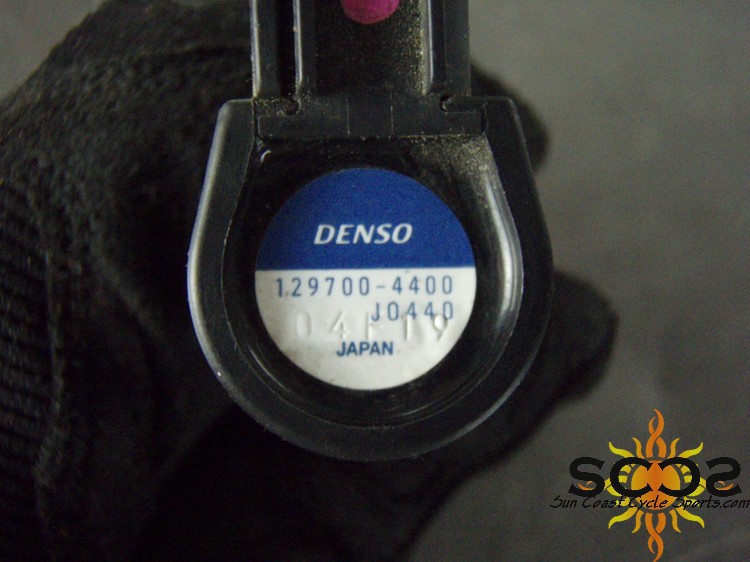 DENSO
129700-4400
J0440
JAPAN
SCCS
Sun Coast Cycle Sports.com